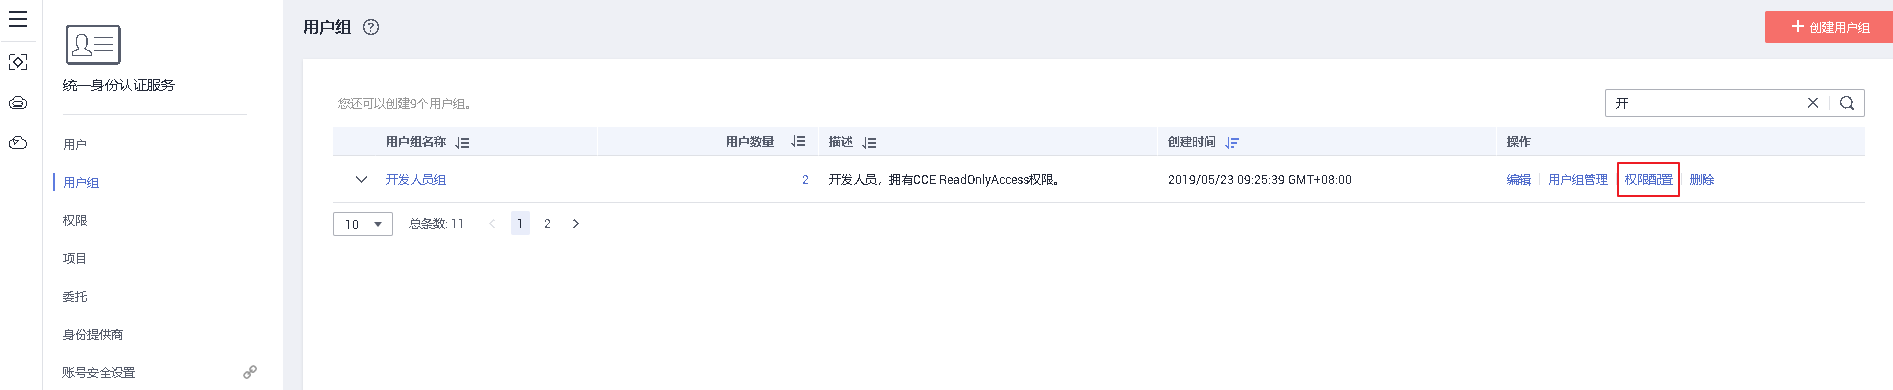 统一身份认证服务
用户
用户组
权限
项目
委托
身份提供商
账号安全设置
用户组 ?
+ 创建用户组
您还可以创建9个用户组。
开
用户组名称 用户数量 描述 创建时间 操作
开发人员组 2 开发人员，拥有CCE ReadOnlyAccess权限。 2019/05/23 09:25:39 GMT+08:00 编辑 用户组管理 权限配置 删除
10 总条数: 11 < 1 2 >